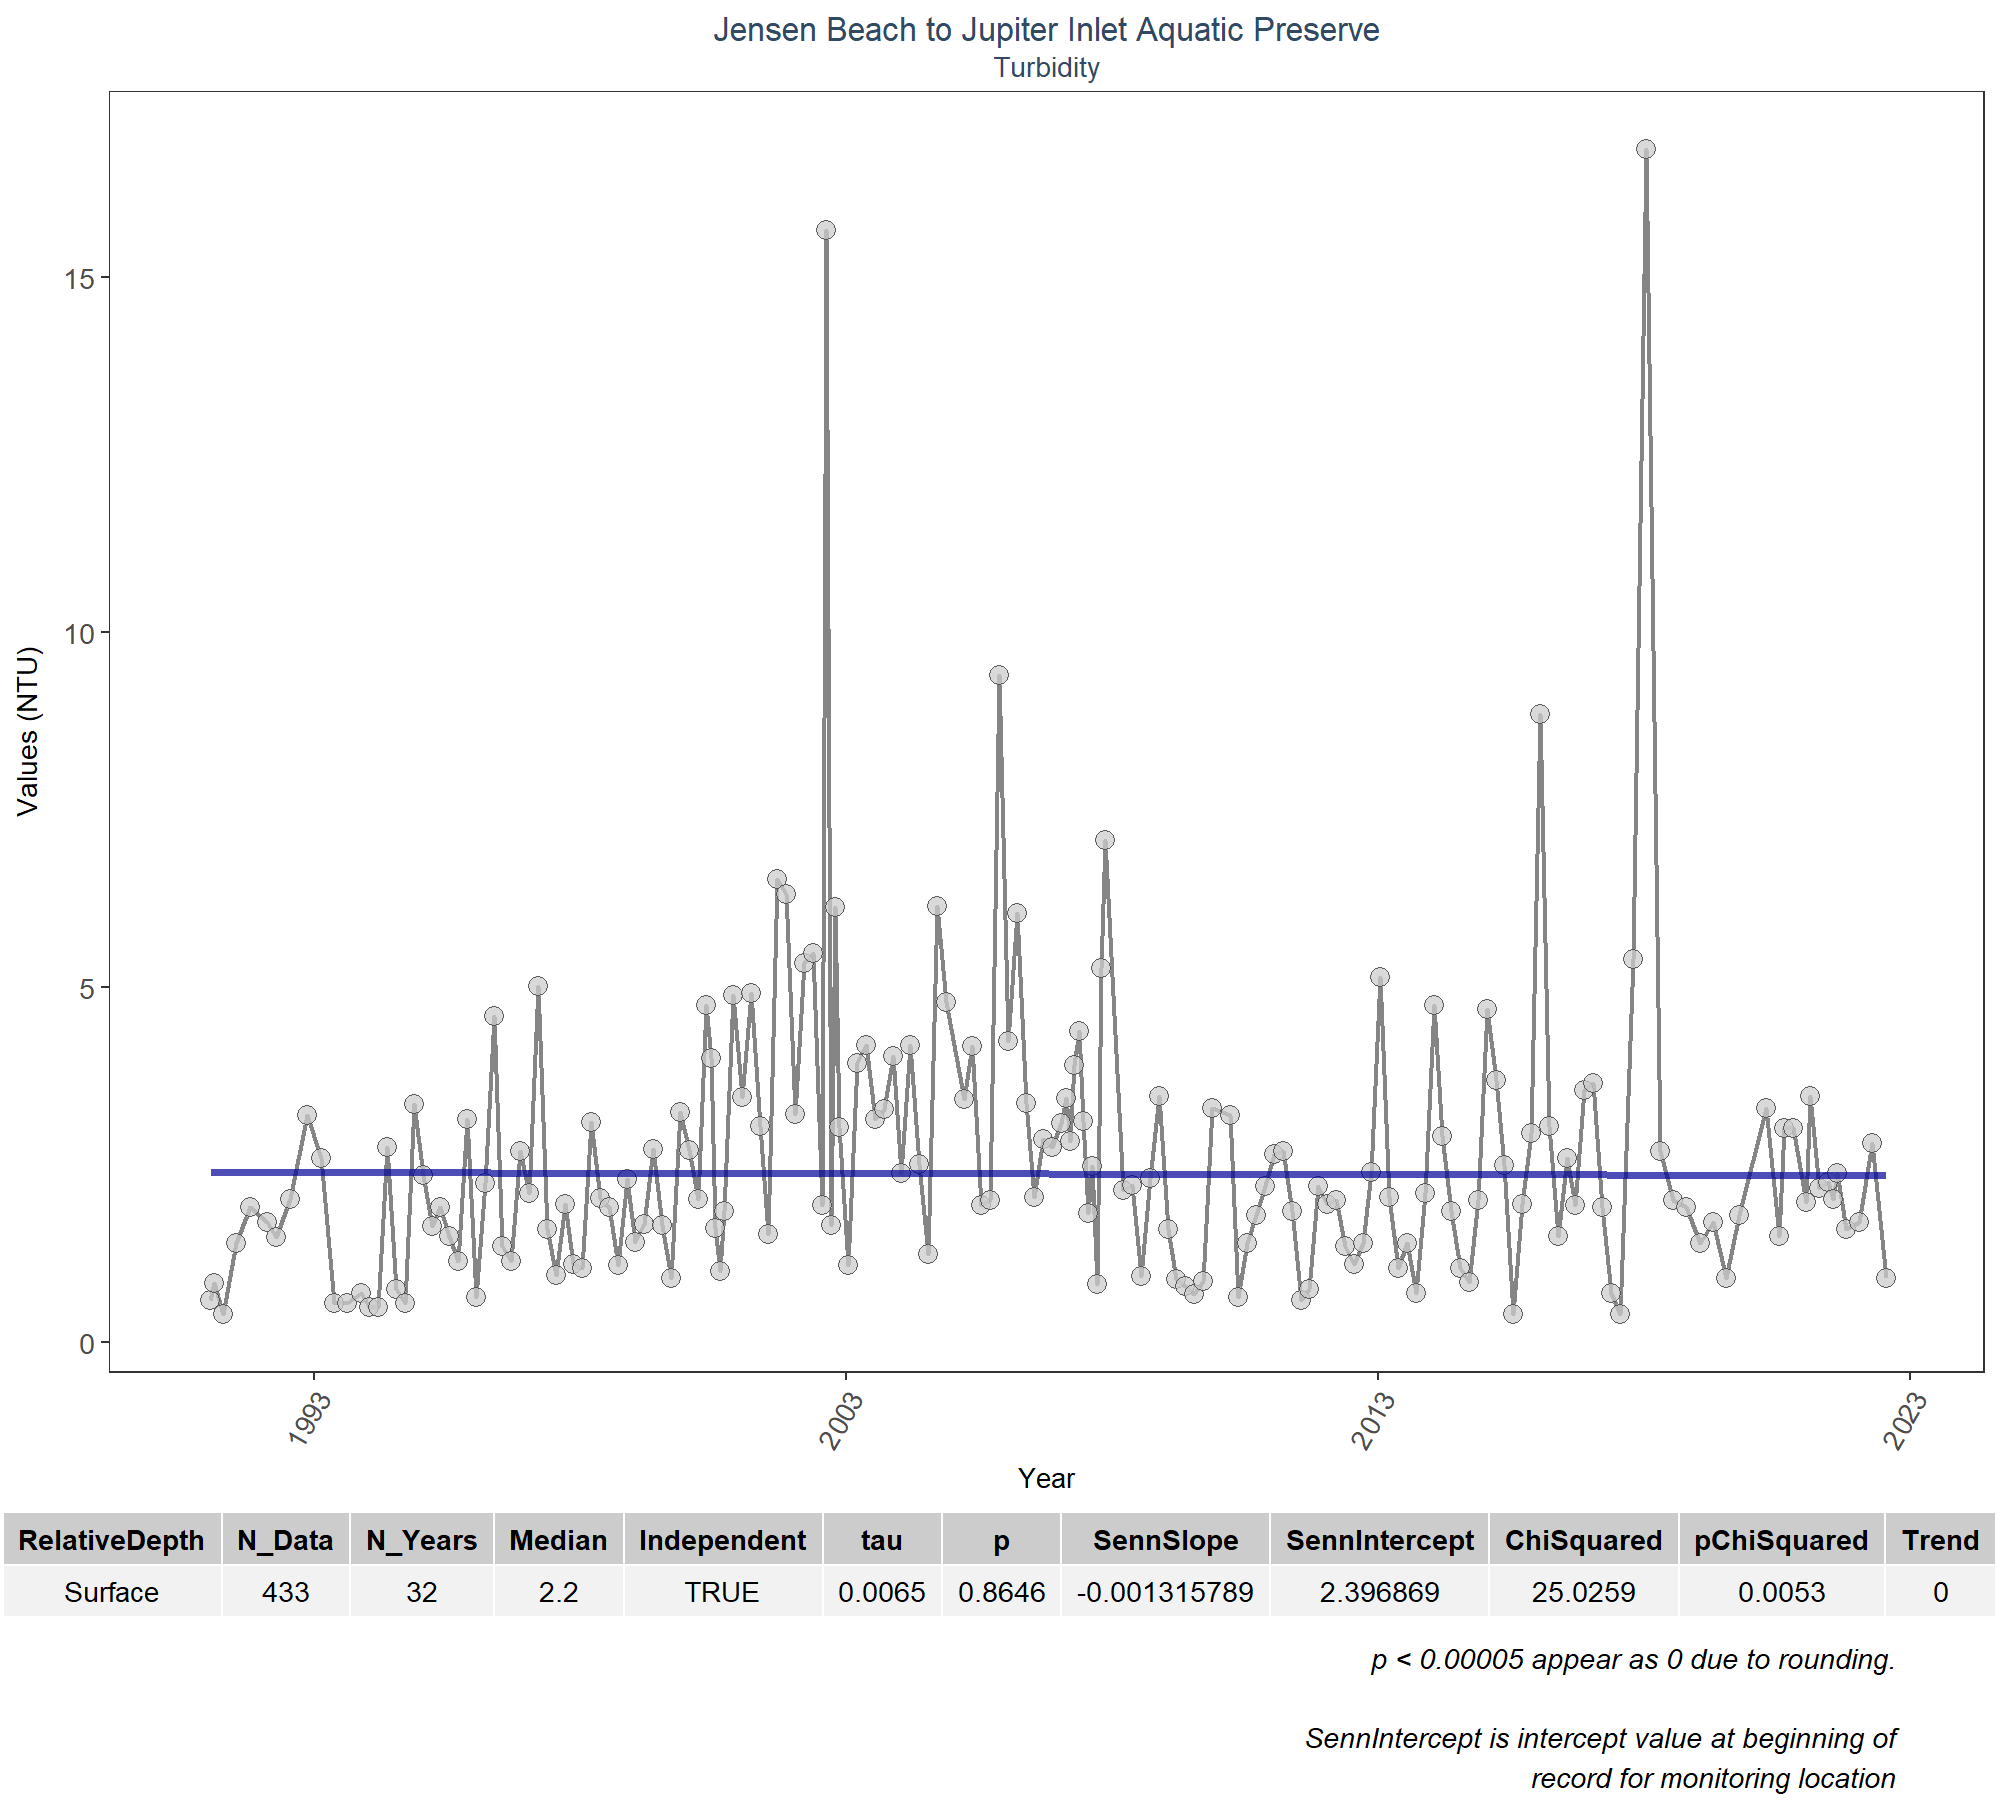 Jensen Beach to Jupiter Inlet Aquatic Preserve
Turbidity
15
10
5
0
Values (NTU)
1993
2003
2013
2023
Year
RelativeDepth N_Data N_Years Median Independent tau p SennSlope SennIntercept ChiSquared pChiSquared Trend
Surface 433 32 2.2 TRUE 0.0065 0.8646 -0.001315789 2.396869 25.0259 0.0053 0
p < 0.00005 appear as 0 due to rounding.
SennIntercept is intercept value at beginning of
record for monitoring location